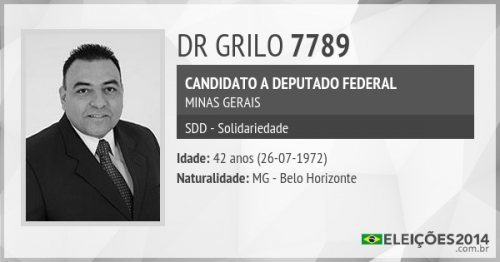 DR GRILO 7789
CANDIDATO A DEPUTADO FEDERAL
MINAS GERAIS
SDD - Solidariedade
Idade: 42 anos (26-07-1972)
Naturalidade: MG - Belo Horizonte
ELEIÇÕES2014
.com.br